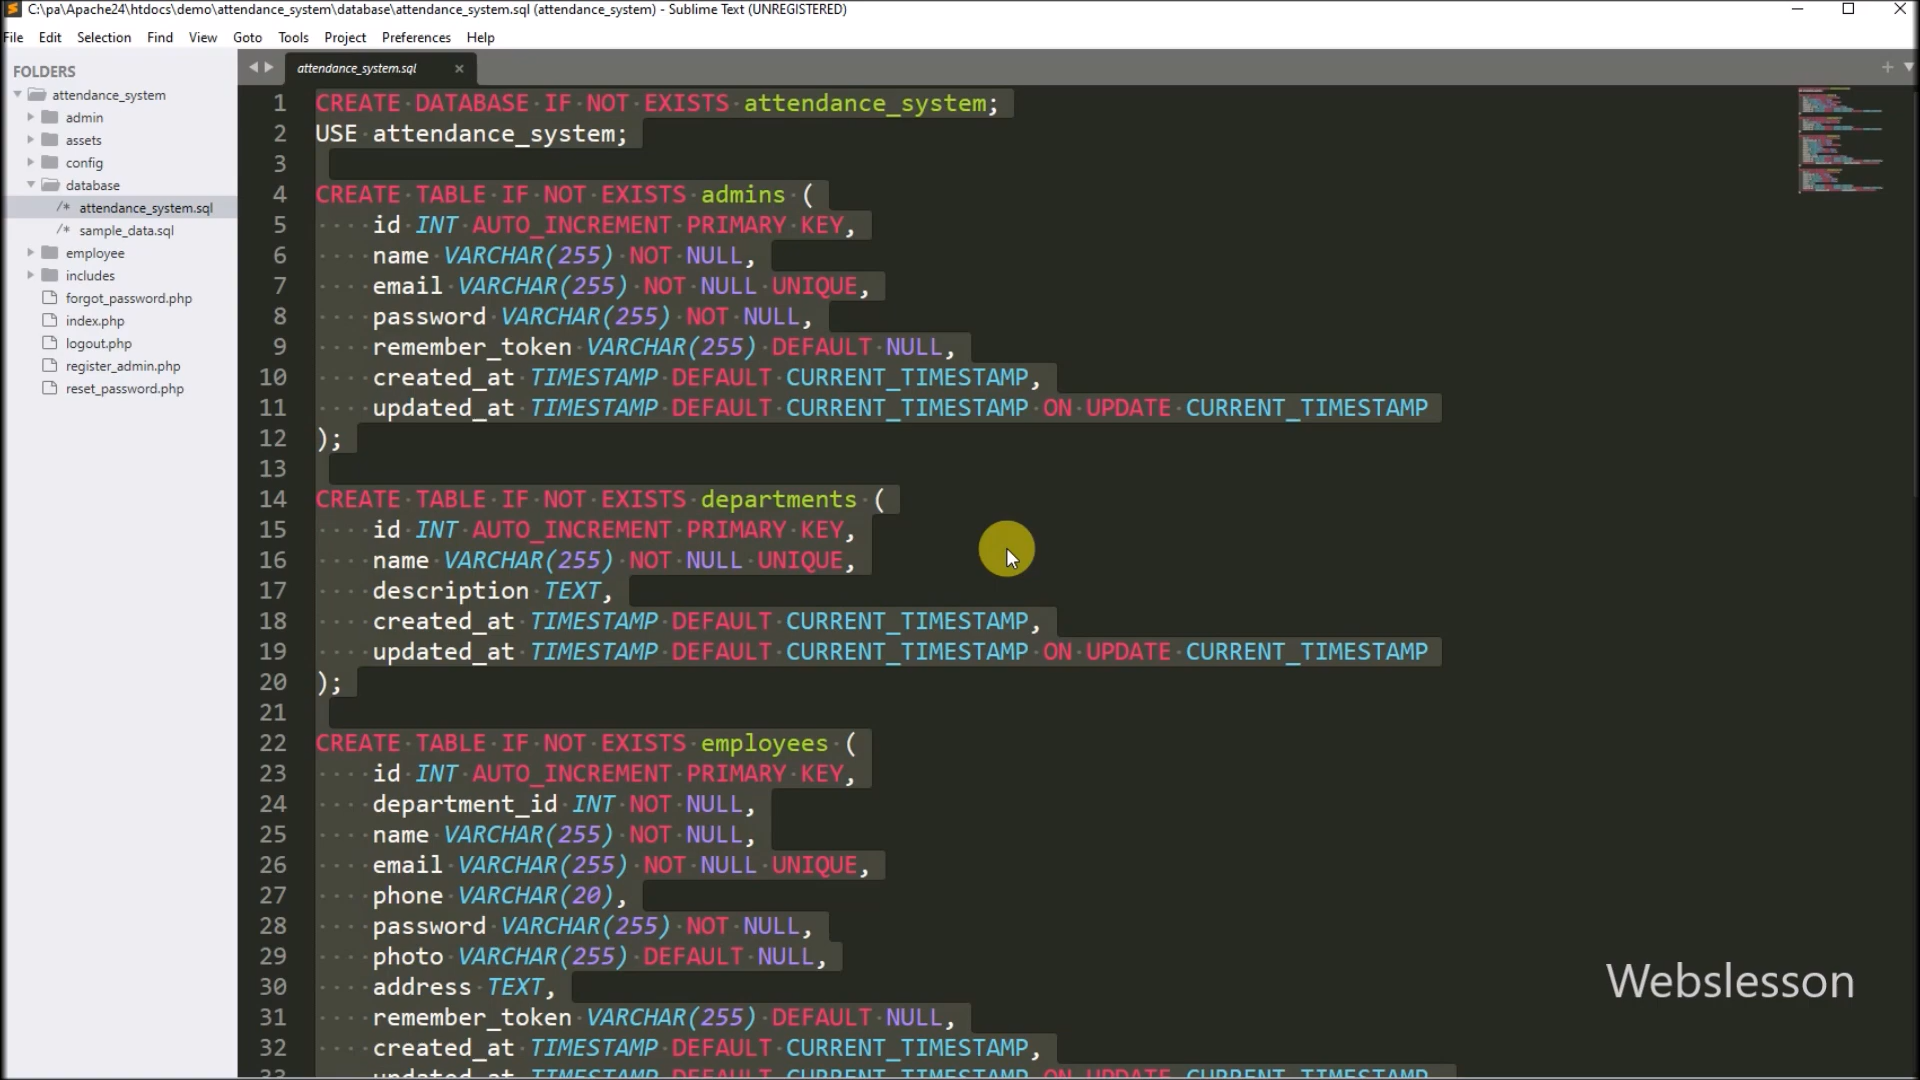 C:\pa\Apache24\htdocs\demo\attendance_system\database\attendance_system.sql (attendance_system) - Sublime Text (UNREGISTERED)
File Edit Selection Find View Goto Tools Project Preferences Help
FOLDERS
attendance_system
admin
assets
config
database
/* attendance_system.sql
/* sample_data.sql
employee
includes
forgot_password.php
index.php
logout.php
register_admin.php
reset_password.php
attendance_system.sql
1 CREATE DATABASE IF NOT EXISTS attendance_system;
2 USE attendance_system;
3
4 CREATE TABLE IF NOT EXISTS admins (
5 id INT AUTO_INCREMENT PRIMARY KEY,
6 name VARCHAR(255) NOT NULL,
7 email VARCHAR(255) NOT NULL UNIQUE,
8 password VARCHAR(255) NOT NULL,
9 remember_token VARCHAR(255) DEFAULT NULL,
10 created_at TIMESTAMP DEFAULT CURRENT_TIMESTAMP,
11 updated_at TIMESTAMP DEFAULT CURRENT_TIMESTAMP ON UPDATE CURRENT_TIMESTAMP
12 );
13
14 CREATE TABLE IF NOT EXISTS departments (
15 id INT AUTO_INCREMENT PRIMARY KEY,
16 name VARCHAR(255) NOT NULL UNIQUE,
17 description TEXT,
18 created_at TIMESTAMP DEFAULT CURRENT_TIMESTAMP,
19 updated_at TIMESTAMP DEFAULT CURRENT_TIMESTAMP ON UPDATE CURRENT_TIMESTAMP
20 );
21
22 CREATE TABLE IF NOT EXISTS employees (
23 id INT AUTO_INCREMENT PRIMARY KEY,
24 department_id INT NOT NULL,
25 name VARCHAR(255) NOT NULL,
26 email VARCHAR(255) NOT NULL UNIQUE,
27 phone VARCHAR(20),
28 password VARCHAR(255) NOT NULL,
29 photo VARCHAR(255) DEFAULT NULL,
30 address TEXT,
31 remember_token VARCHAR(255) DEFAULT NULL,
32 created_at TIMESTAMP DEFAULT CURRENT_TIMESTAMP,
33 updated_at TIMESTAMP DEFAULT CURRENT_TIMESTAMP ON UPDATE CURRENT_TIMESTAMP
Webslesson